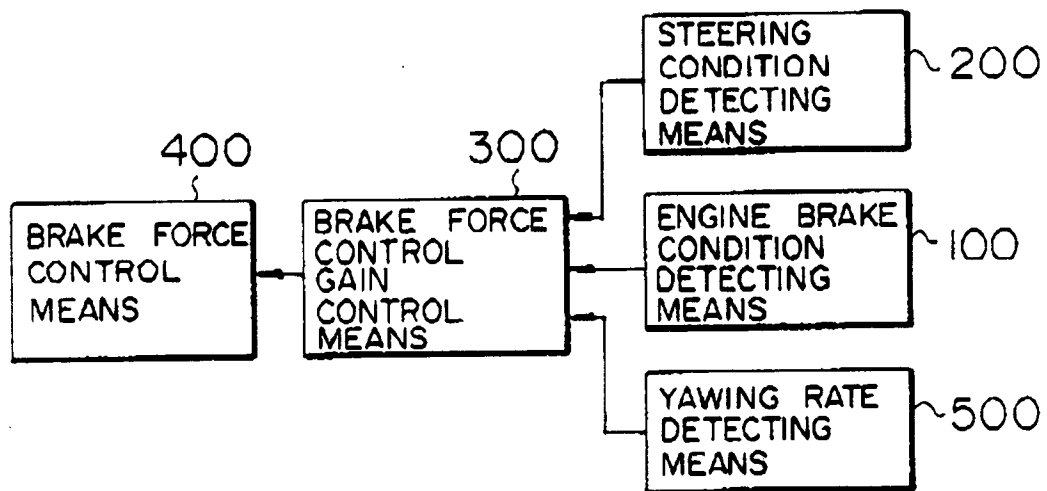 400
BRAKE FORCE
CONTROL
MEANS
300
BRAKE FORCE
CONTROL
GAIN
CONTROL
MEANS
STEERING
CONDITION
DETECTING
MEANS
200
ENGINE BRAKE
CONDITION
DETECTING
MEANS
100
YAWING RATE
DETECTING
MEANS
500